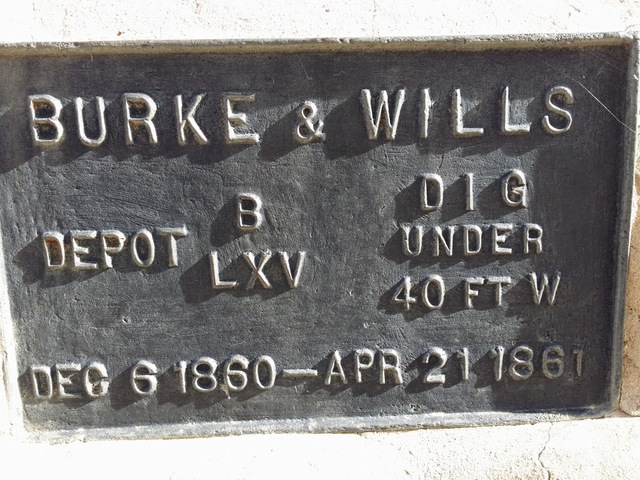 BURKE & WILLS
DEPOT
B
LXV
DIG
UNDER
40 FT W
DEC 6 1860—APR 21 1861